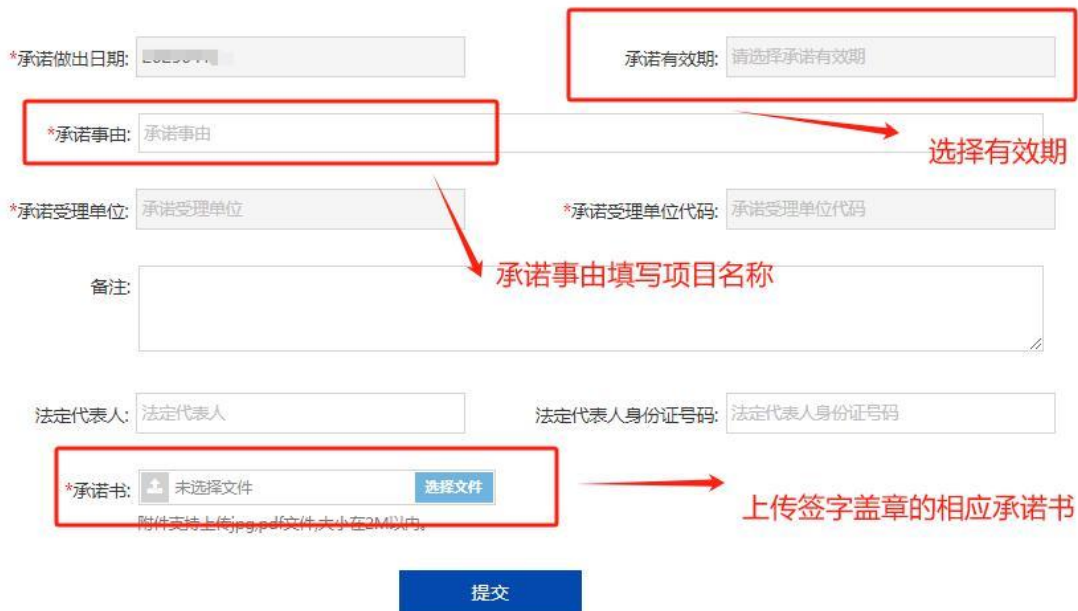 *承诺做出日期:
承诺有效期: 请选择承诺有效期
*承诺事由: 承诺事由
选择有效期
*承诺受理单位: 承诺受理单位
*承诺受理单位代码: 承诺受理单位代码
承诺事由填写项目名称
备注:
法定代表人: 法定代表人
法定代表人身份证号码: 法定代表人身份证号码
*承诺书: 未选择文件 选择文件
附件支持上传jpg,pdf文件,大小在2M以内。
上传签字盖章的相应承诺书
提交